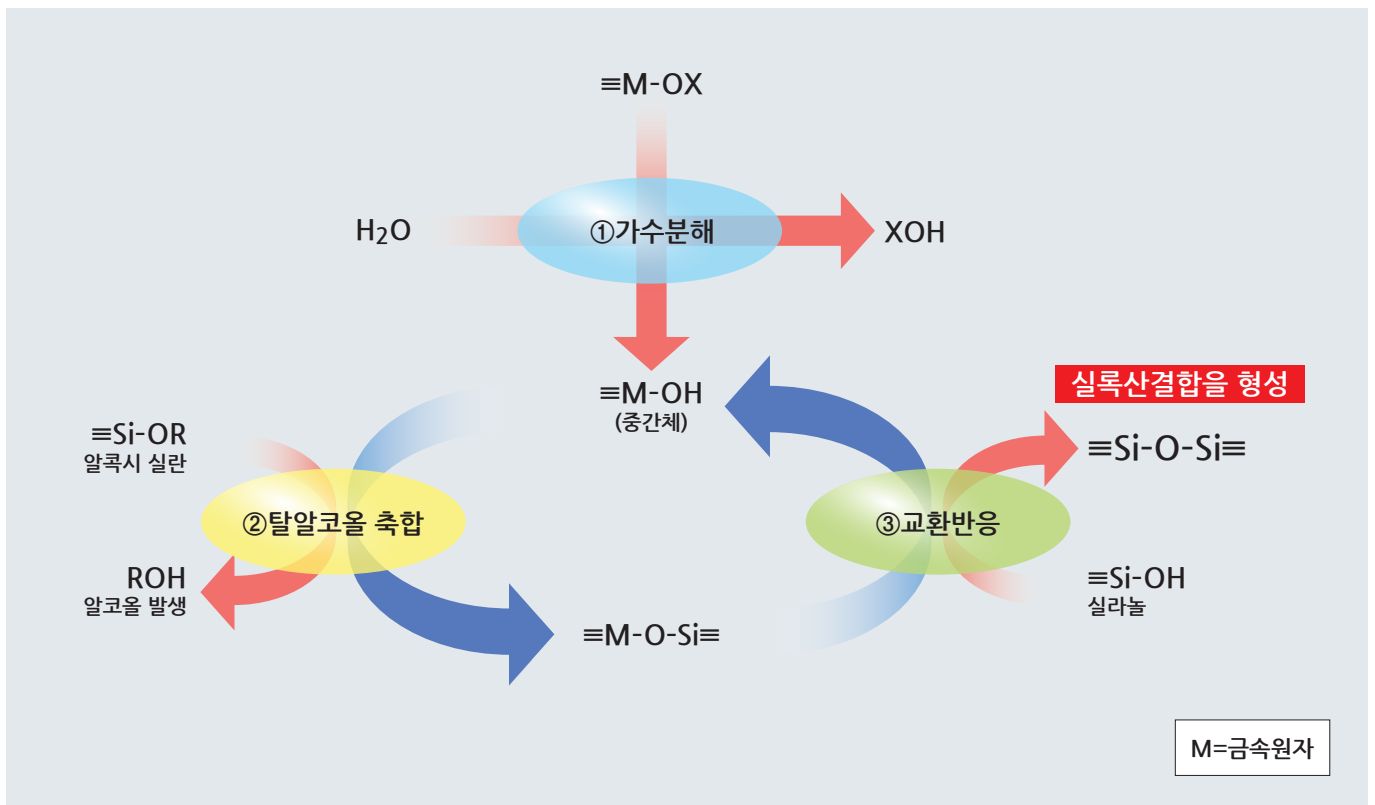 ≡M-OX
H₂O
①가수분해
XOH
≡M-OH
(중간체)
실록산결합을 형성
≡Si-O-Si≡
≡Si-OR
알콕시 실란
②탈알코올 축합
③교환반응
ROH
알코올 발생
≡Si-OH
실라놀
≡M-O-Si≡
M=금속원자